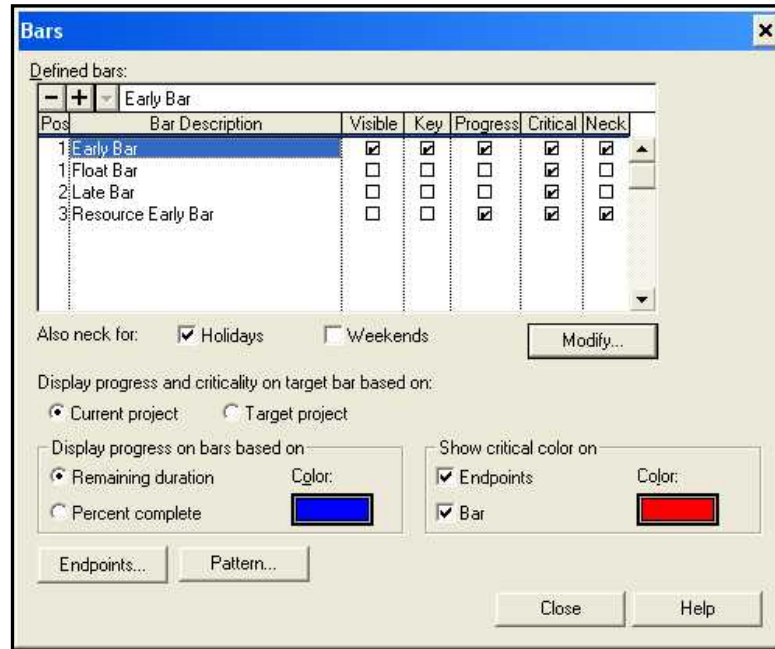 Bars
Defined bars:
Early Bar
Pos Bar Description Visible Key Progress Critical Neck
1 Early Bar
1 Float Bar
2 Late Bar
3 Resource Early Bar
Also neck for: Holidays Weekends Modify...
Display progress and criticality on target bar based on:
Current project Target project
Display progress on bars based on Show critical color on
Remaining duration Color: Endpoints Color:
Percent complete Bar
Endpoints... Pattern...
Close Help